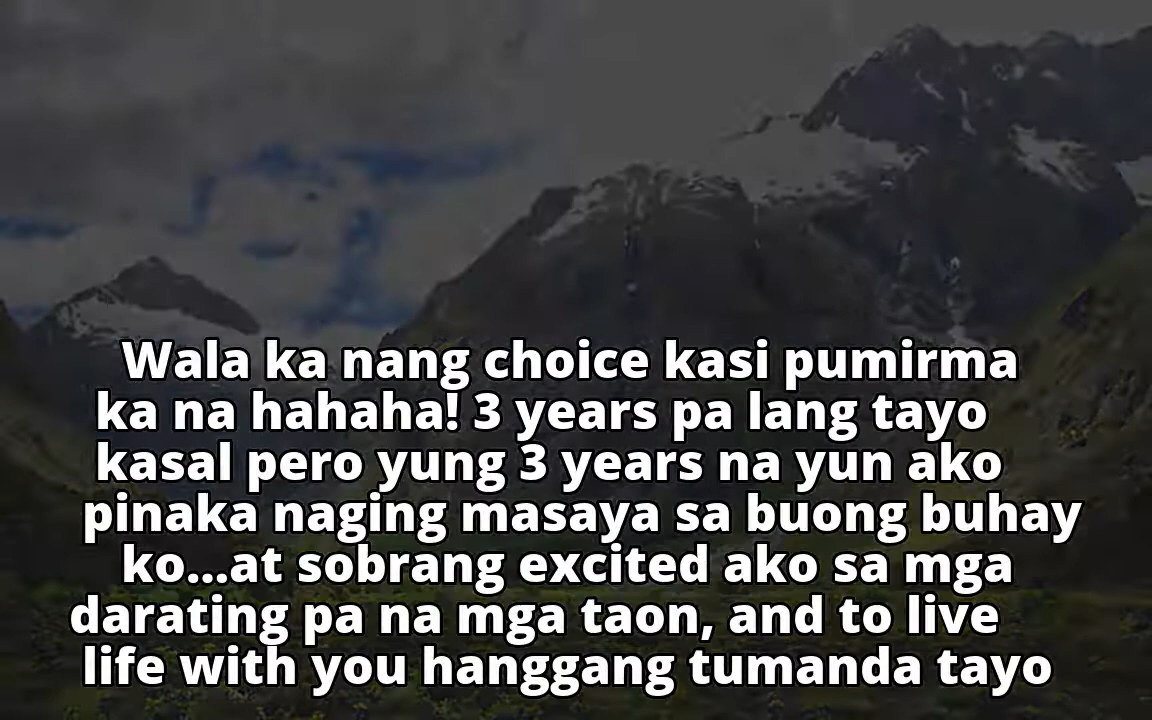 Wala ka nang choice kasi pumirma
ka na hahaha! 3 years pa lang tayo
kasal pero yung 3 years na yun ako
pinaka naging masaya sa buong buhay
ko...at sobrang excited ako sa mga
darating pa na mga taon, and to live
life with you hanggang tumanda tayo